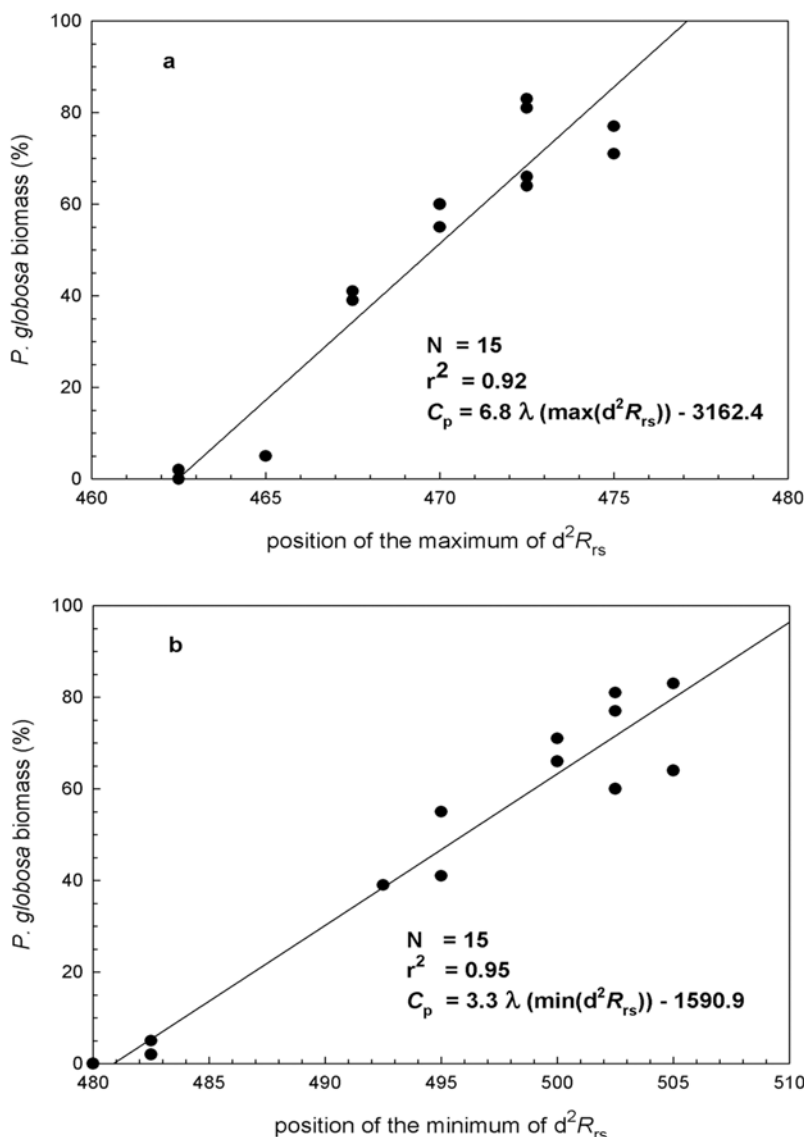 100
a
80
60
40
20
0
P. globosa biomass (%)
N = 15
r² = 0.92
Cp = 6.8 λ (max(d²Rrs)) - 3162.4
460 465 470 475 480
position of the maximum of d²Rrs
100
b
80
60
40
20
0
P. globosa biomass (%)
N = 15
r² = 0.95
Cp = 3.3 λ (min(d²Rrs)) - 1590.9
480 485 490 495 500 505 510
position of the minimum of d²Rrs